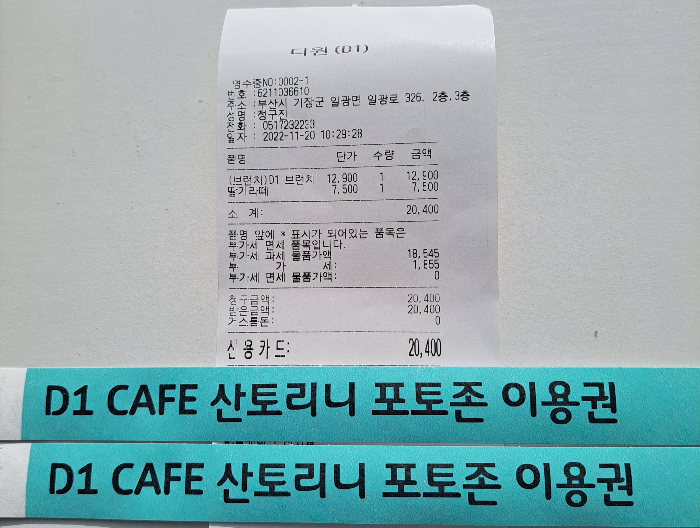 디원(D1)
영수증NO:0002-1
번호 :6211036610
주소 :부산시 기장군 일광면 일광로 326. 2층,3층
성명 :정구진
전화 : 0517232233
일자 : 2022-11-20 10:29:28
품명 단가 수량 금액
(브런치)D1 브런치 12,900 1 12,900
딸기라떼 7,500 1 7,500
소 계: 20,400
품명 앞에 * 표시가 되어있는 품목은
부가세 면세 품목입니다.
부가세 과세 물품가액 18,545
부 가 세: 1,855
부가세 면세 물품가액: 0
청구금액: 20,400
받은금액: 20,400
거스름돈: 0
신용카드: 20,400
D1 CAFE 산토리니 포토존 이용권
D1 CAFE 산토리니 포토존 이용권